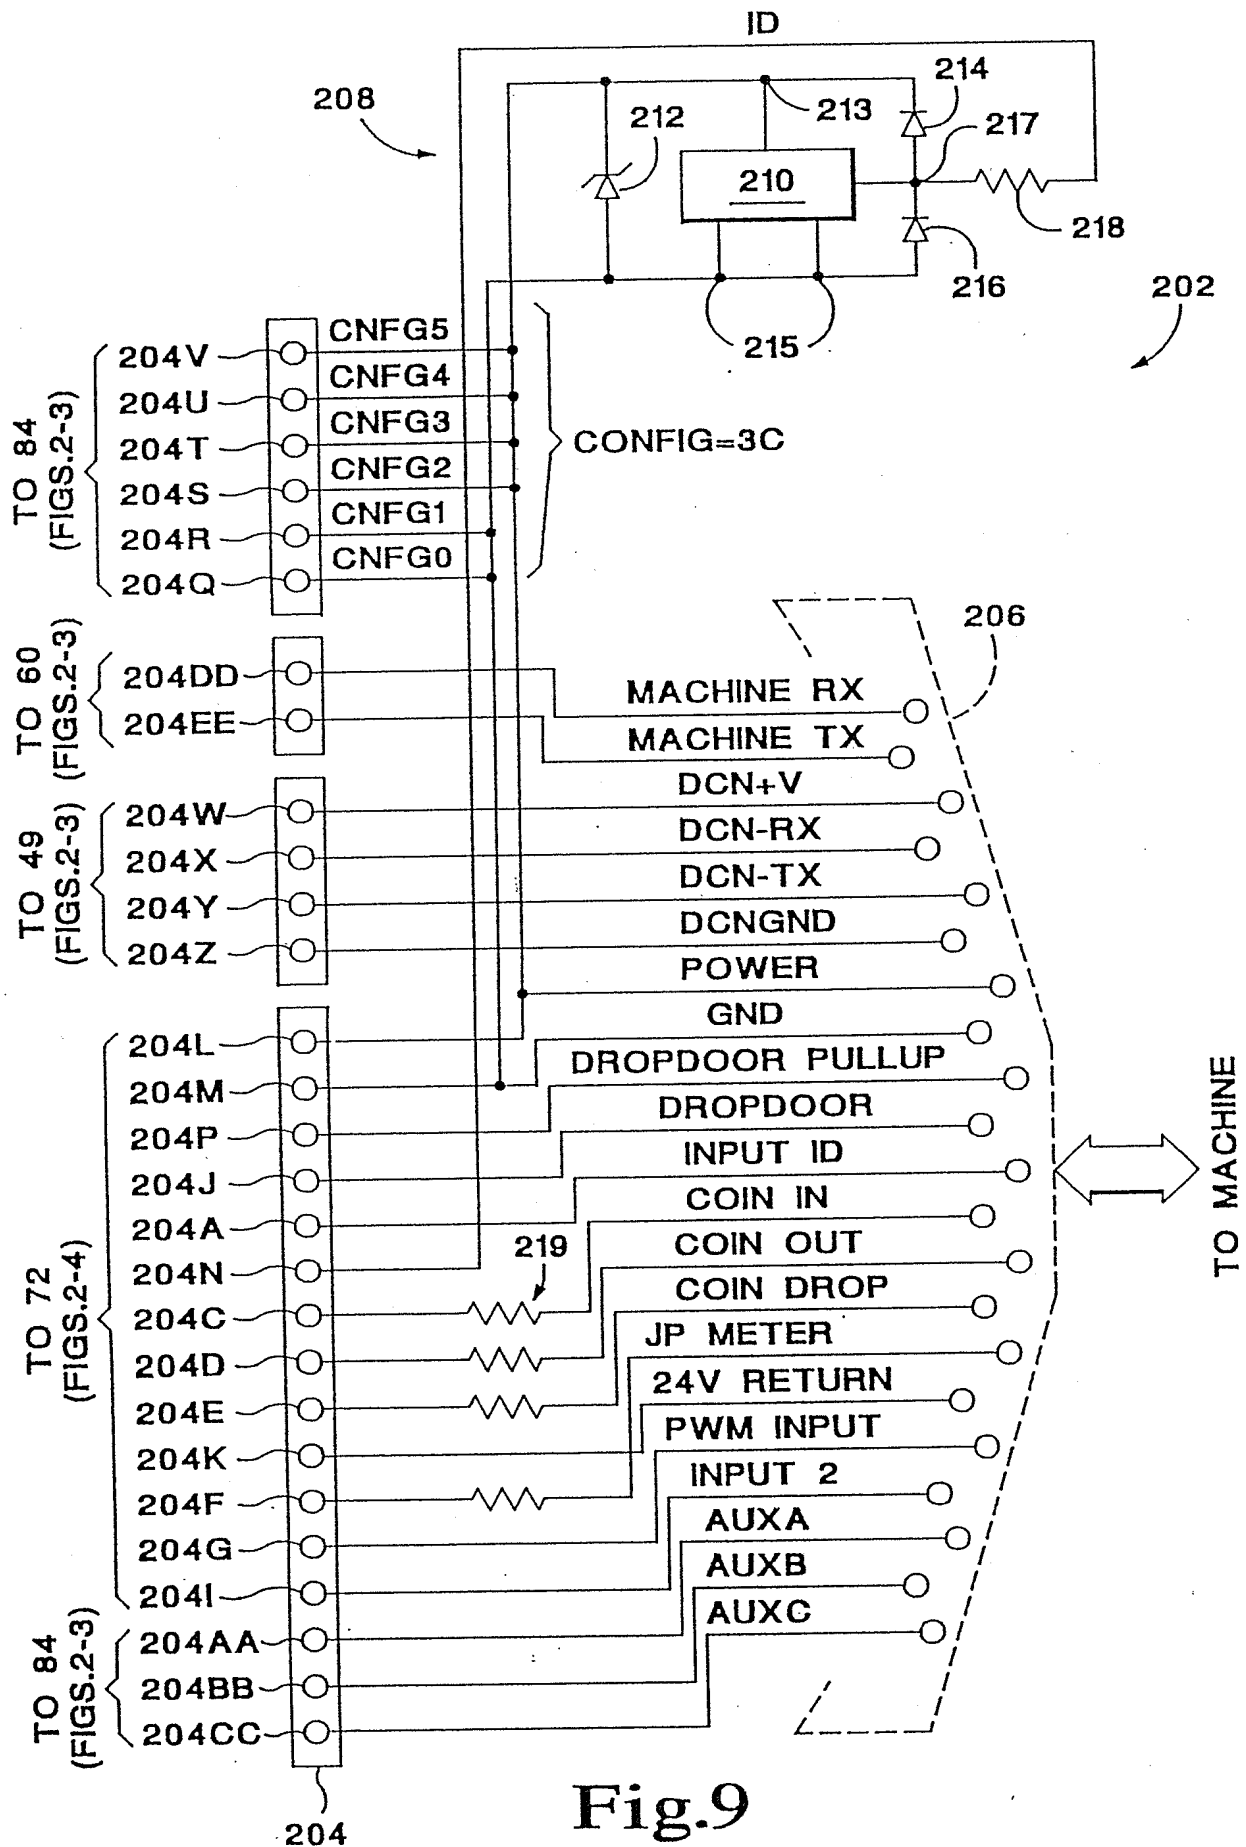 ID
208
212
213
214
217
210
218
216
202
215
CNFG5
204V
CNFG4
204U
CNFG3
204T
CONFIG=3C
CNFG2
204S
CNFG1
204R
CNFG0
204Q
TO 84
(FIGS.2-3)
206
204DD
MACHINE RX
204EE
MACHINE TX
TO 60
(FIGS.2-3)
204W
DCN+V
204X
DCN-RX
204Y
DCN-TX
204Z
DCNGND
TO 49
(FIGS.2-3)
POWER
204L
GND
204M
DROPDOOR PULLUP
204P
DROPDOOR
204J
INPUT ID
204A
COIN IN
204N
219
COIN OUT
204C
COIN DROP
204D
JP METER
204E
24V RETURN
204K
PWM INPUT
204F
INPUT 2
204G
AUXA
204I
AUXB
TO 72
(FIGS.2-4)
TO MACHINE
204AA
AUXC
204BB
204CC
TO 84
(FIGS.2-3)
204
Fig.9